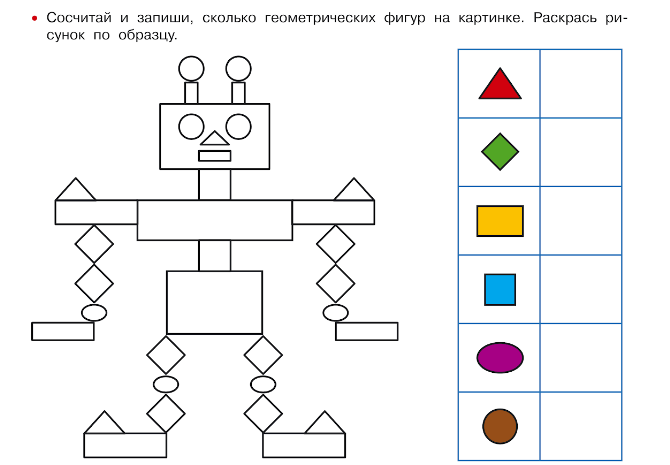 • Сосчитай и запиши, сколько геометрических фигур на картинке. Раскрась ри-
сунок по образцу.